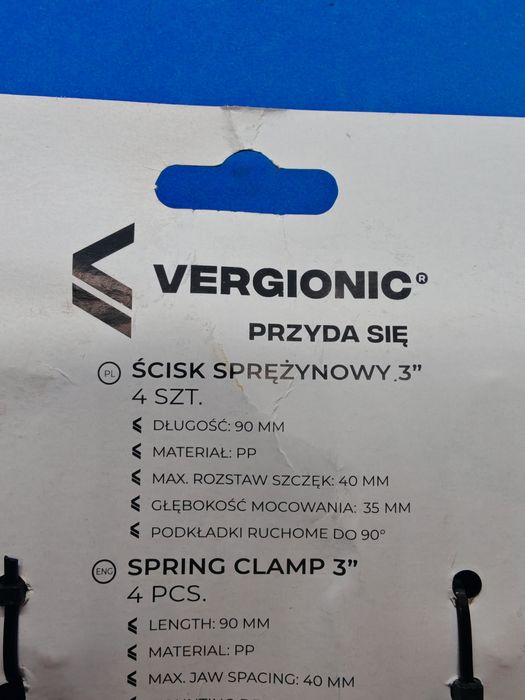 VERGIONIC®
PRZYDA SIĘ
PL ŚCISK SPRĘŻYNOWY 3”
4 SZT.
DŁUGOŚĆ: 90 MM
MATERIAŁ: PP
MAX. ROZSTAW SZCZĘK: 40 MM
GŁĘBOKOŚĆ MOCOWANIA: 35 MM
PODKŁADKI RUCHOME DO 90°
ENG SPRING CLAMP 3”
4 PCS.
LENGTH: 90 MM
MATERIAL: PP
MAX. JAW SPACING: 40 MM